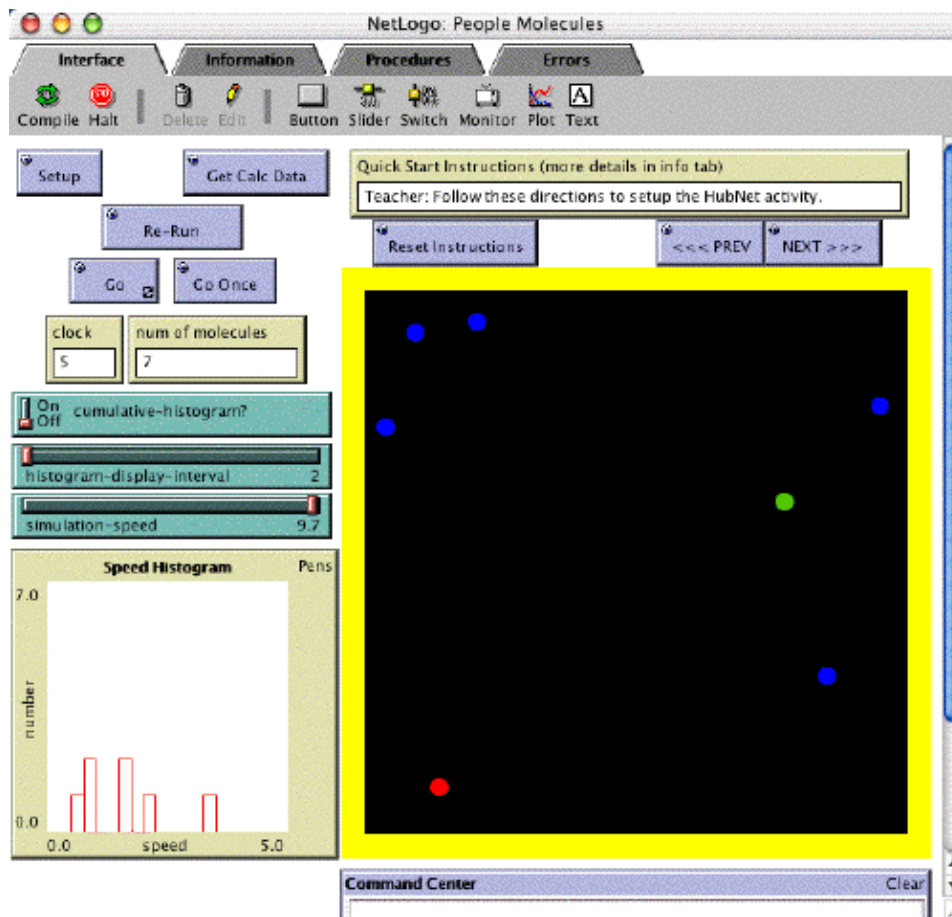 NetLogo: People Molecules
Interface Information Procedures Errors
Compile Halt Delete Edit Button Slider Switch Monitor Plot Text
Setup Get Calc Data
Re-Run
Go Go Once
clock num of molecules
5 7
On
Off
cumulative-histogram?
histogram-display-interval 2
simulation-speed 9.7
Speed Histogram Pens
7.0
number
0.0
0.0 speed 5.0
Quick Start Instructions (more details in info tab)
Teacher: Follow these directions to setup the HubNet activity.
Reset Instructions <<< PREV NEXT >>>
Command Center Clear